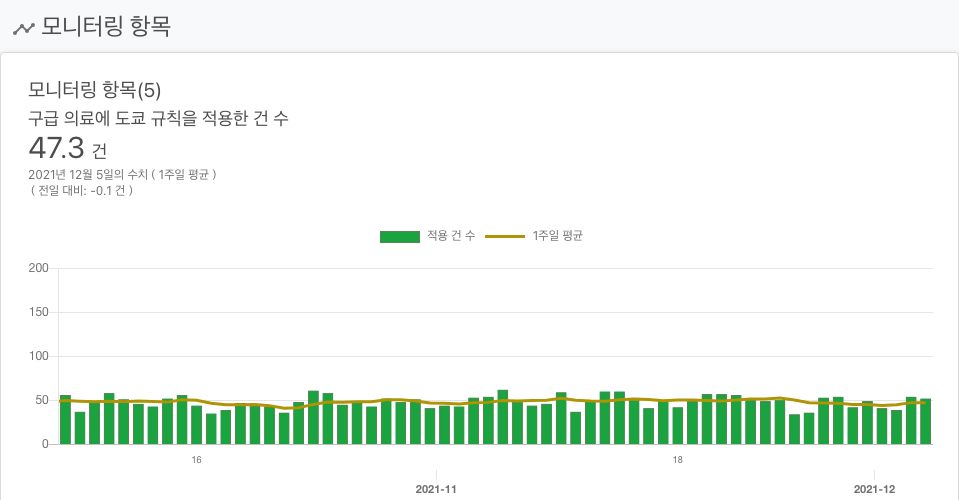 모니터링 항목
모니터링 항목(5)
구급 의료에 도쿄 규칙을 적용한 건 수
47.3 건
2021년 12월 5일의 수치 ( 1주일 평균 )
( 전일 대비: -0.1 건 )
적용 건 수 1주일 평균
200
150
100
50
0
16 18
2021-11 2021-12